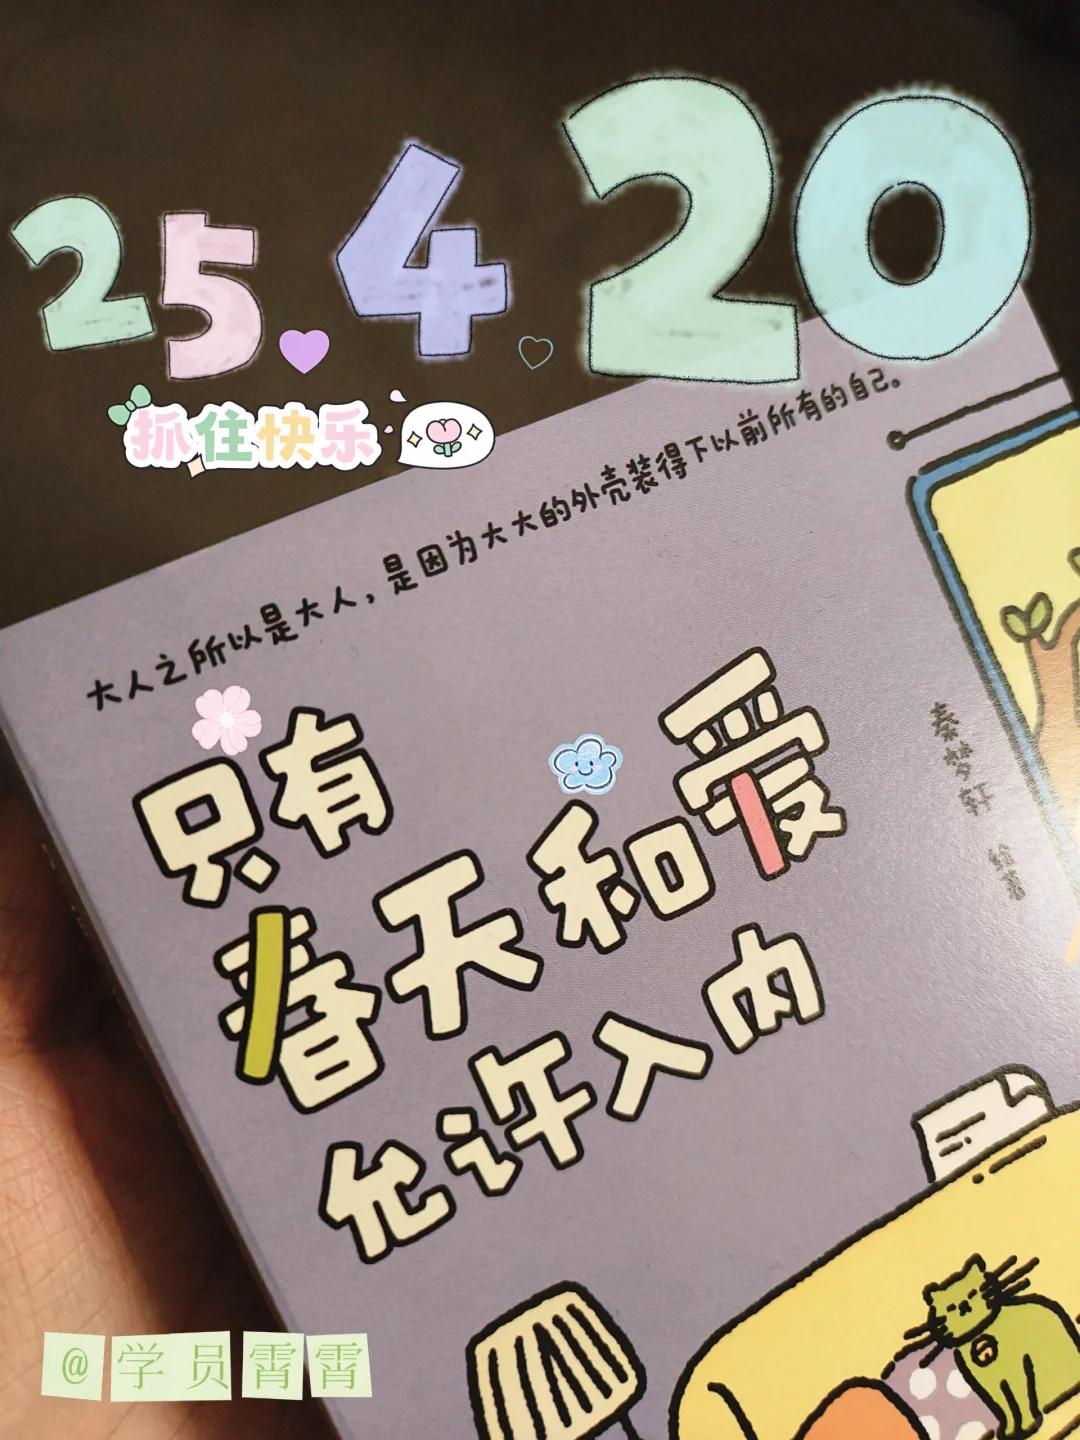 25.4.20
抓住快乐
大人之所以是大人，是因为大大的外壳装得下以前所有的自己。
只有
春天和爱
允许入内
秦梦轩 绘著
@学员霄霄